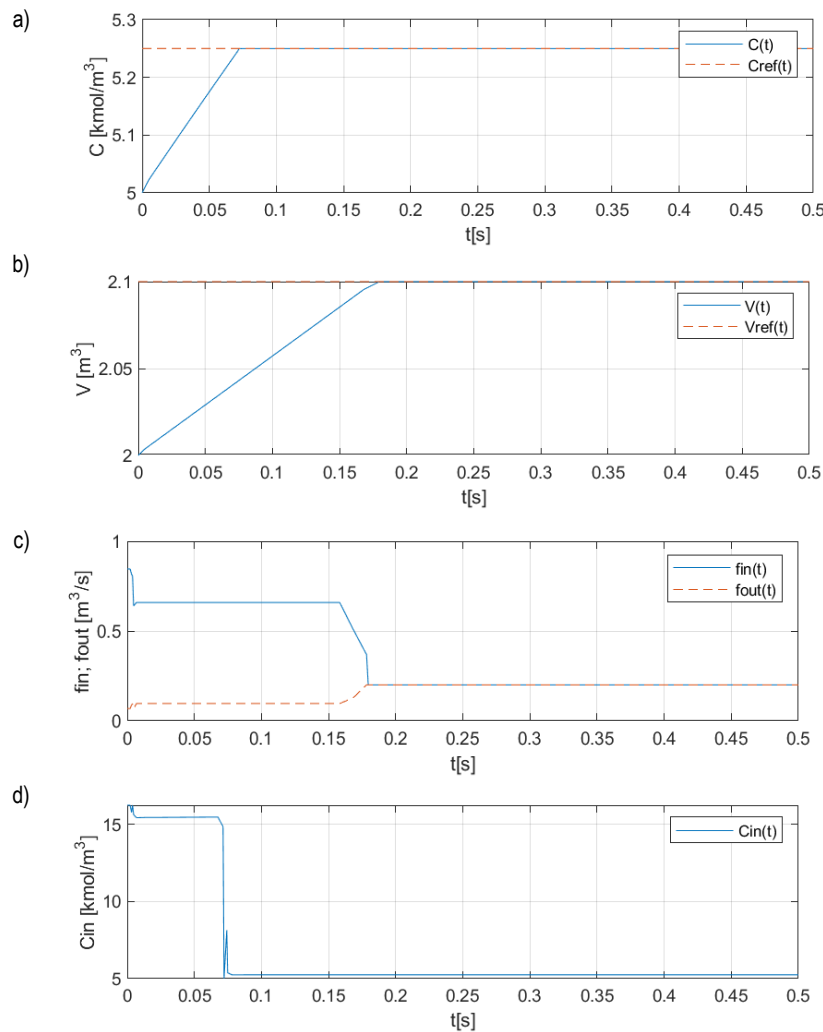 a)
5.3
5.2
5.1
5
C [kmol/m³]
C(t)
Cref(t)
0 0.05 0.1 0.15 0.2 0.25 0.3 0.35 0.4 0.45 0.5
t[s]
b)
2.1
2.05
2
V [m³]
V(t)
Vref(t)
0 0.05 0.1 0.15 0.2 0.25 0.3 0.35 0.4 0.45 0.5
t[s]
c)
1
0.5
0
fin; fout [m³/s]
fin(t)
fout(t)
0 0.05 0.1 0.15 0.2 0.25 0.3 0.35 0.4 0.45 0.5
t[s]
d)
15
10
5
Cin [kmol/m³]
Cin(t)
0 0.05 0.1 0.15 0.2 0.25 0.3 0.35 0.4 0.45 0.5
t[s]